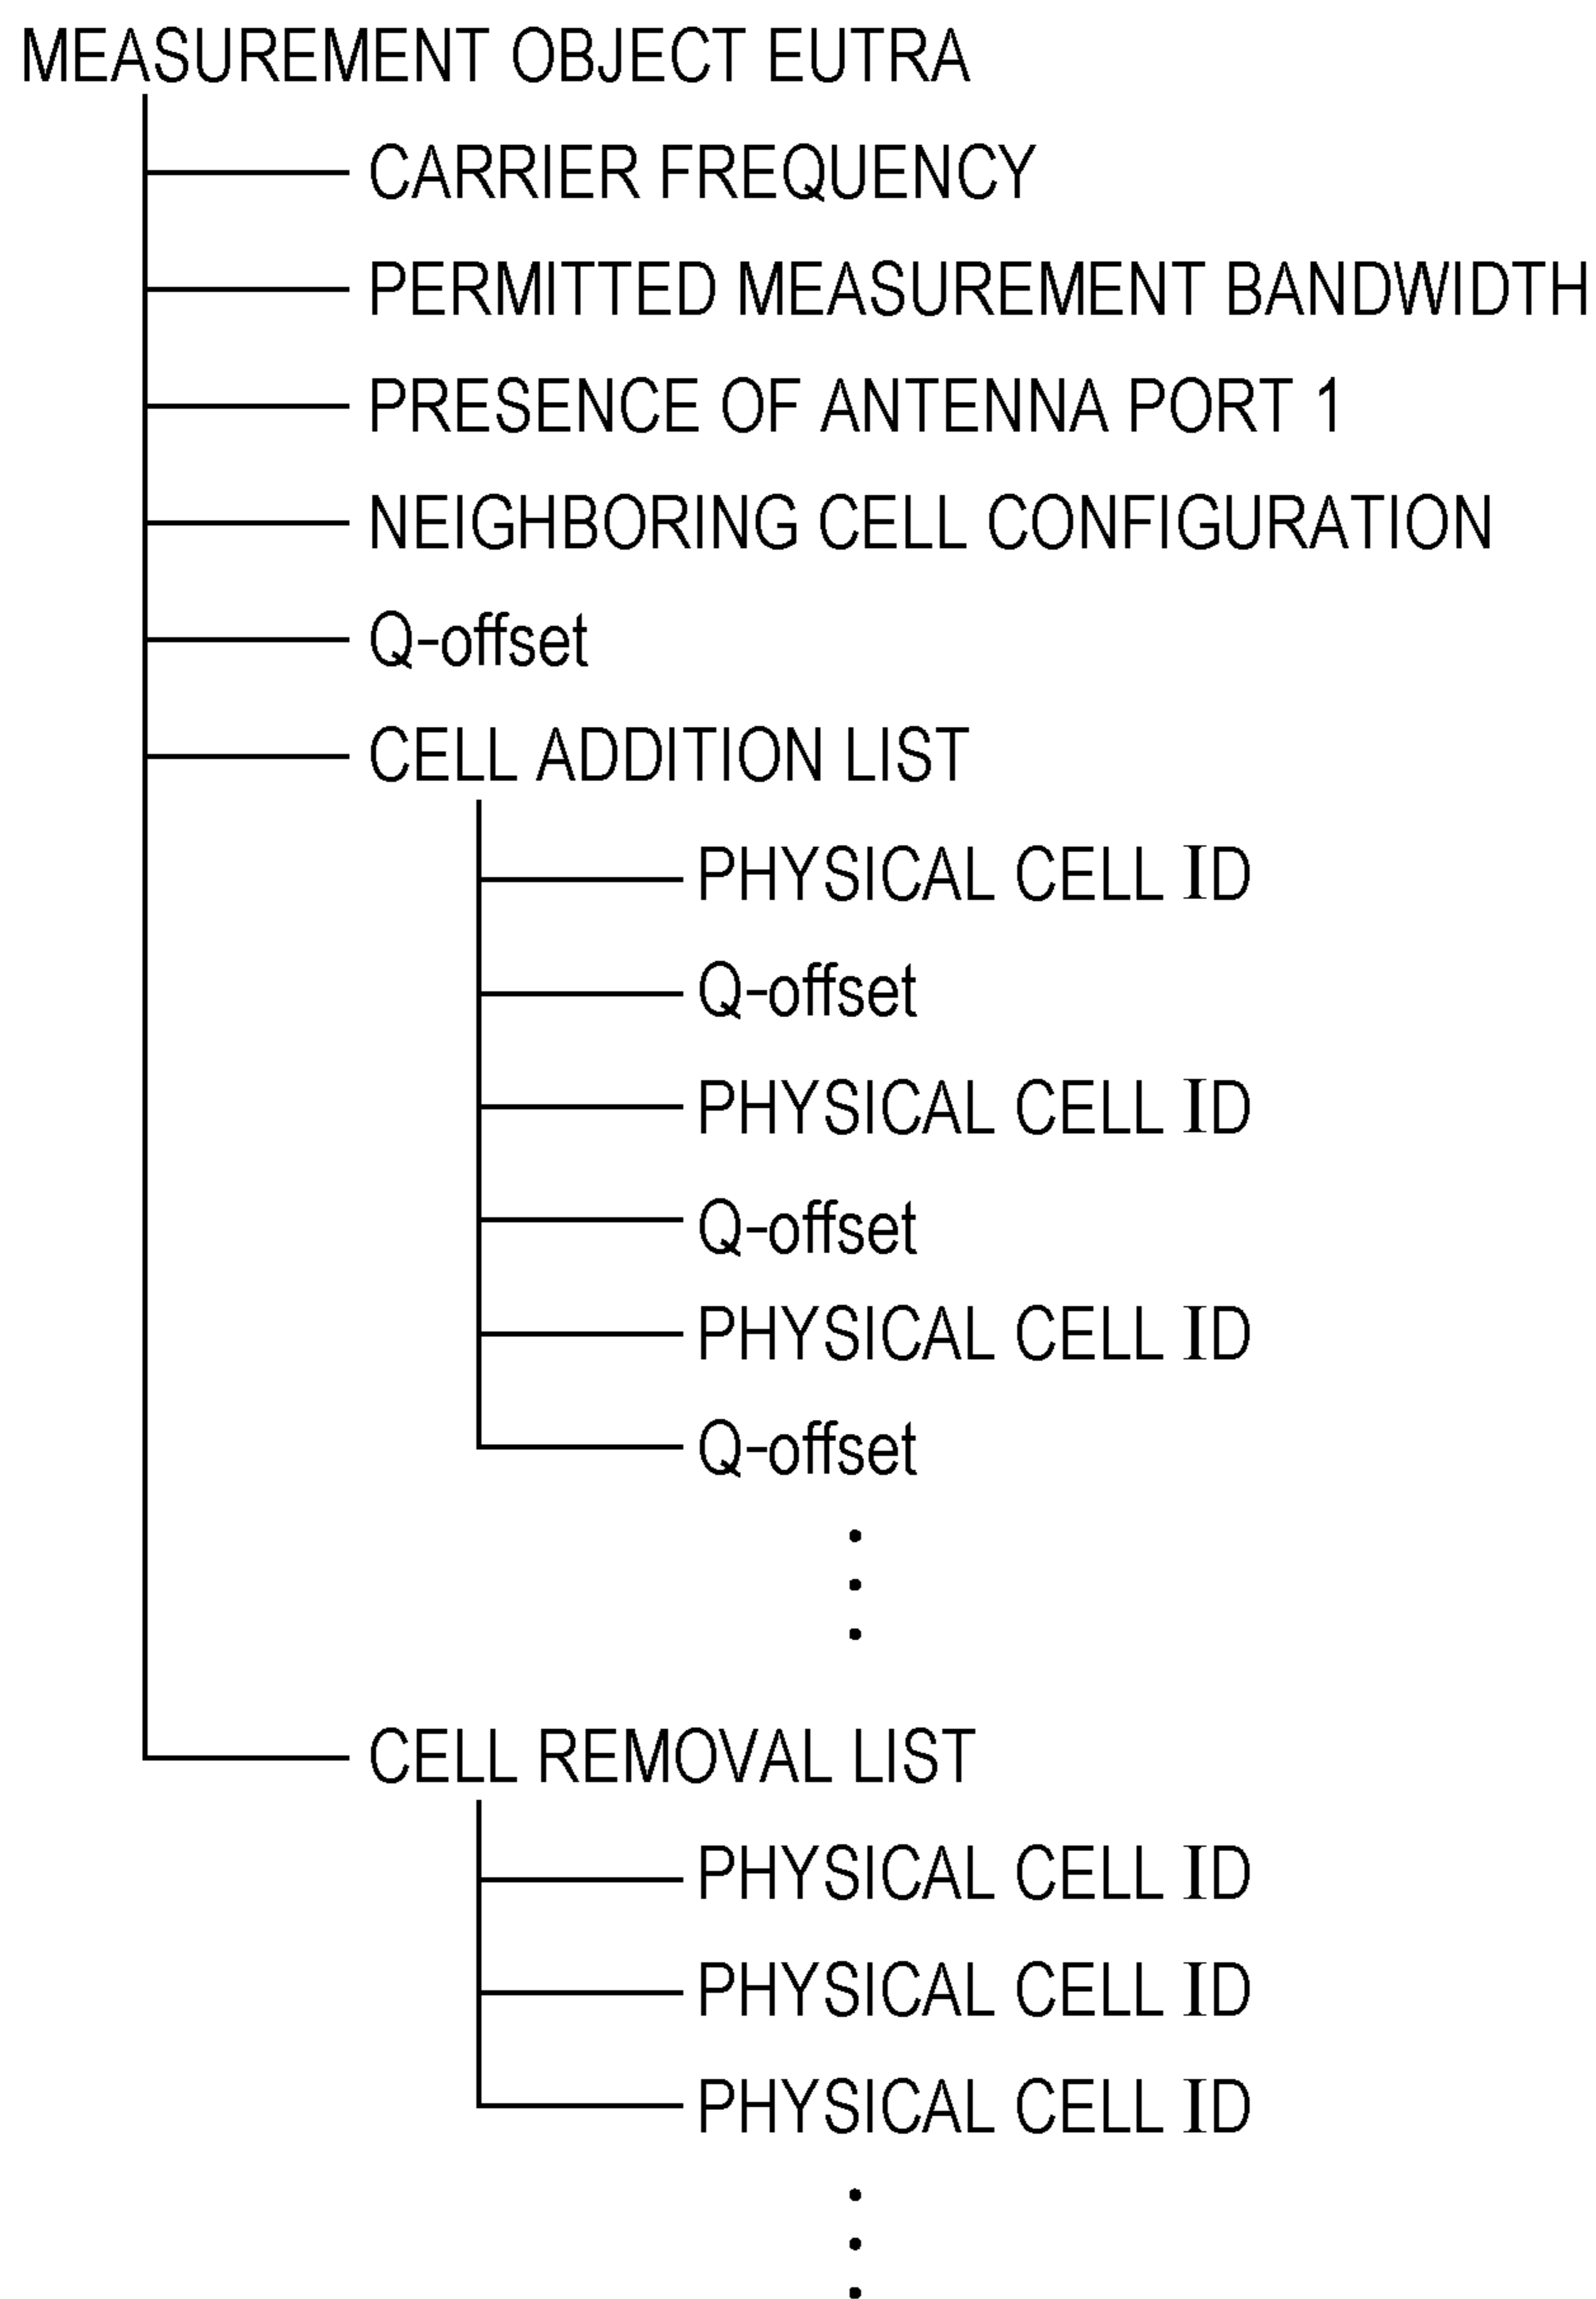 MEASUREMENT OBJECT EUTRA
CARRIER FREQUENCY
PERMITTED MEASUREMENT BANDWIDTH
PRESENCE OF ANTENNA PORT 1
NEIGHBORING CELL CONFIGURATION
Q-offset
CELL ADDITION LIST
PHYSICAL CELL ID
Q-offset
PHYSICAL CELL ID
Q-offset
PHYSICAL CELL ID
Q-offset
CELL REMOVAL LIST
PHYSICAL CELL ID
PHYSICAL CELL ID
PHYSICAL CELL ID